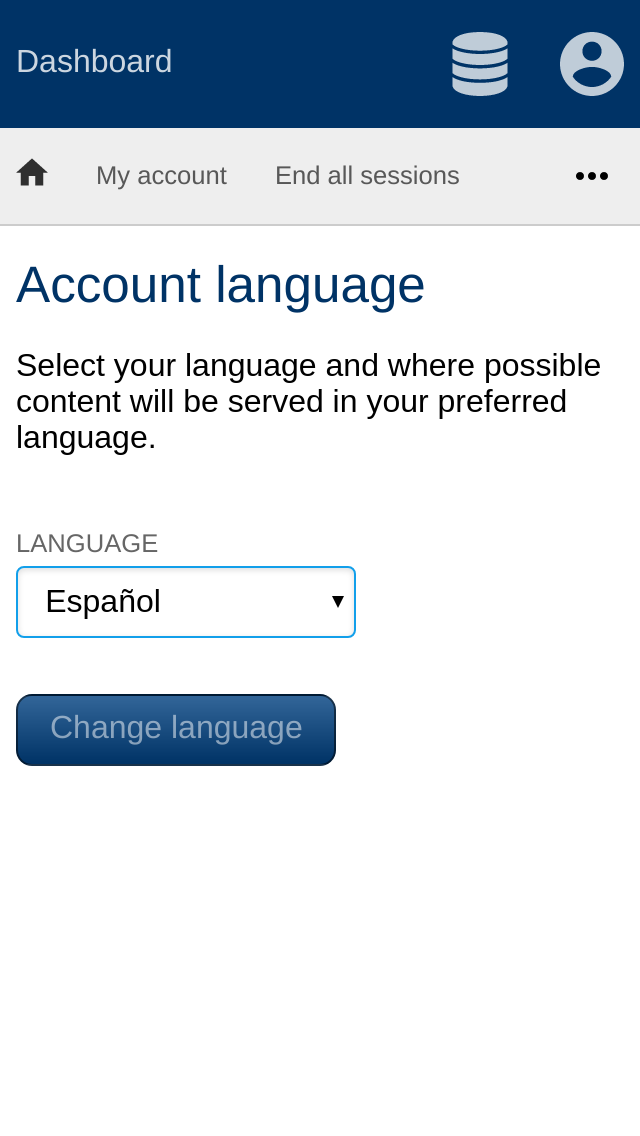 Dashboard
My account
End all sessions
Account language
Select your language and where possible
content will be served in your preferred
language.
LANGUAGE
Español
Change language